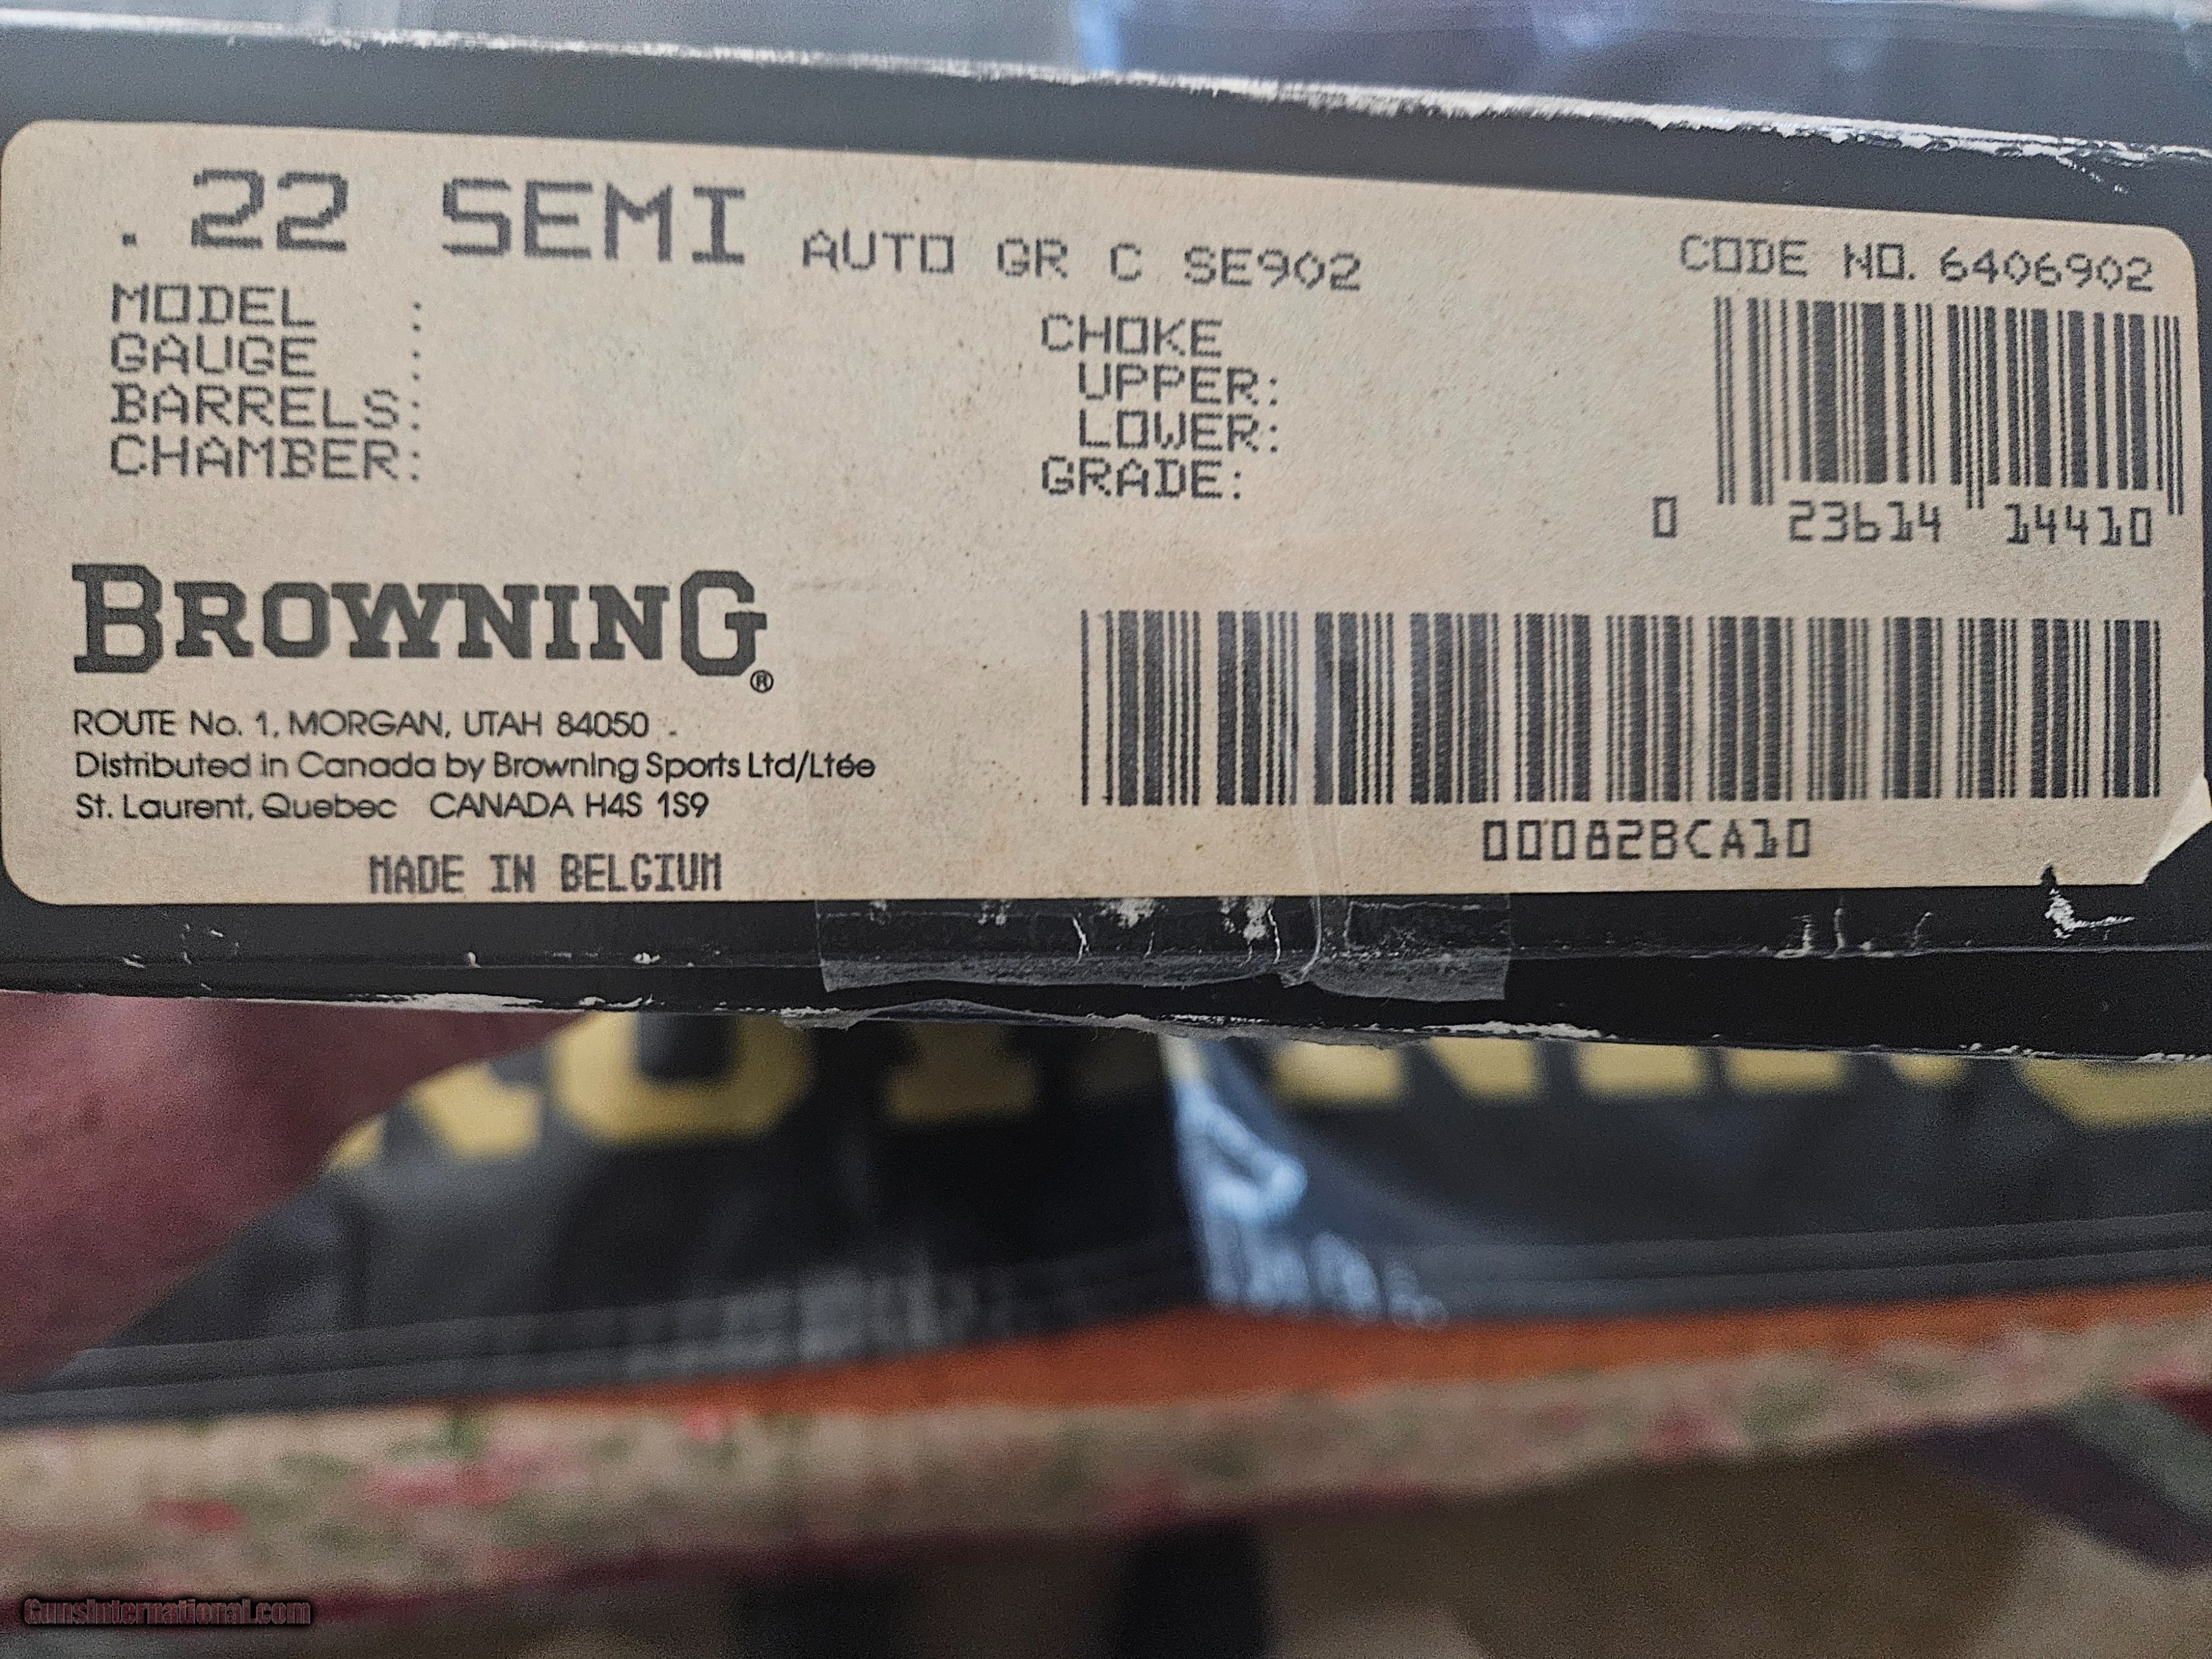 .22 SEMI AUTO GR C SE902
CODE NO. 6406902
MODEL :
GAUGE :
BARRELS:
CHAMBER:
CHOKE
UPPER:
LOWER:
GRADE:
0 23614 14410
BROWNING®
ROUTE No. 1, MORGAN, UTAH 84050
Distributed in Canada by Browning Sports Ltd/Ltée
St. Laurent, Quebec CANADA H4S 1S9
MADE IN BELGIUM
00082BCA10
GunsInternational.com